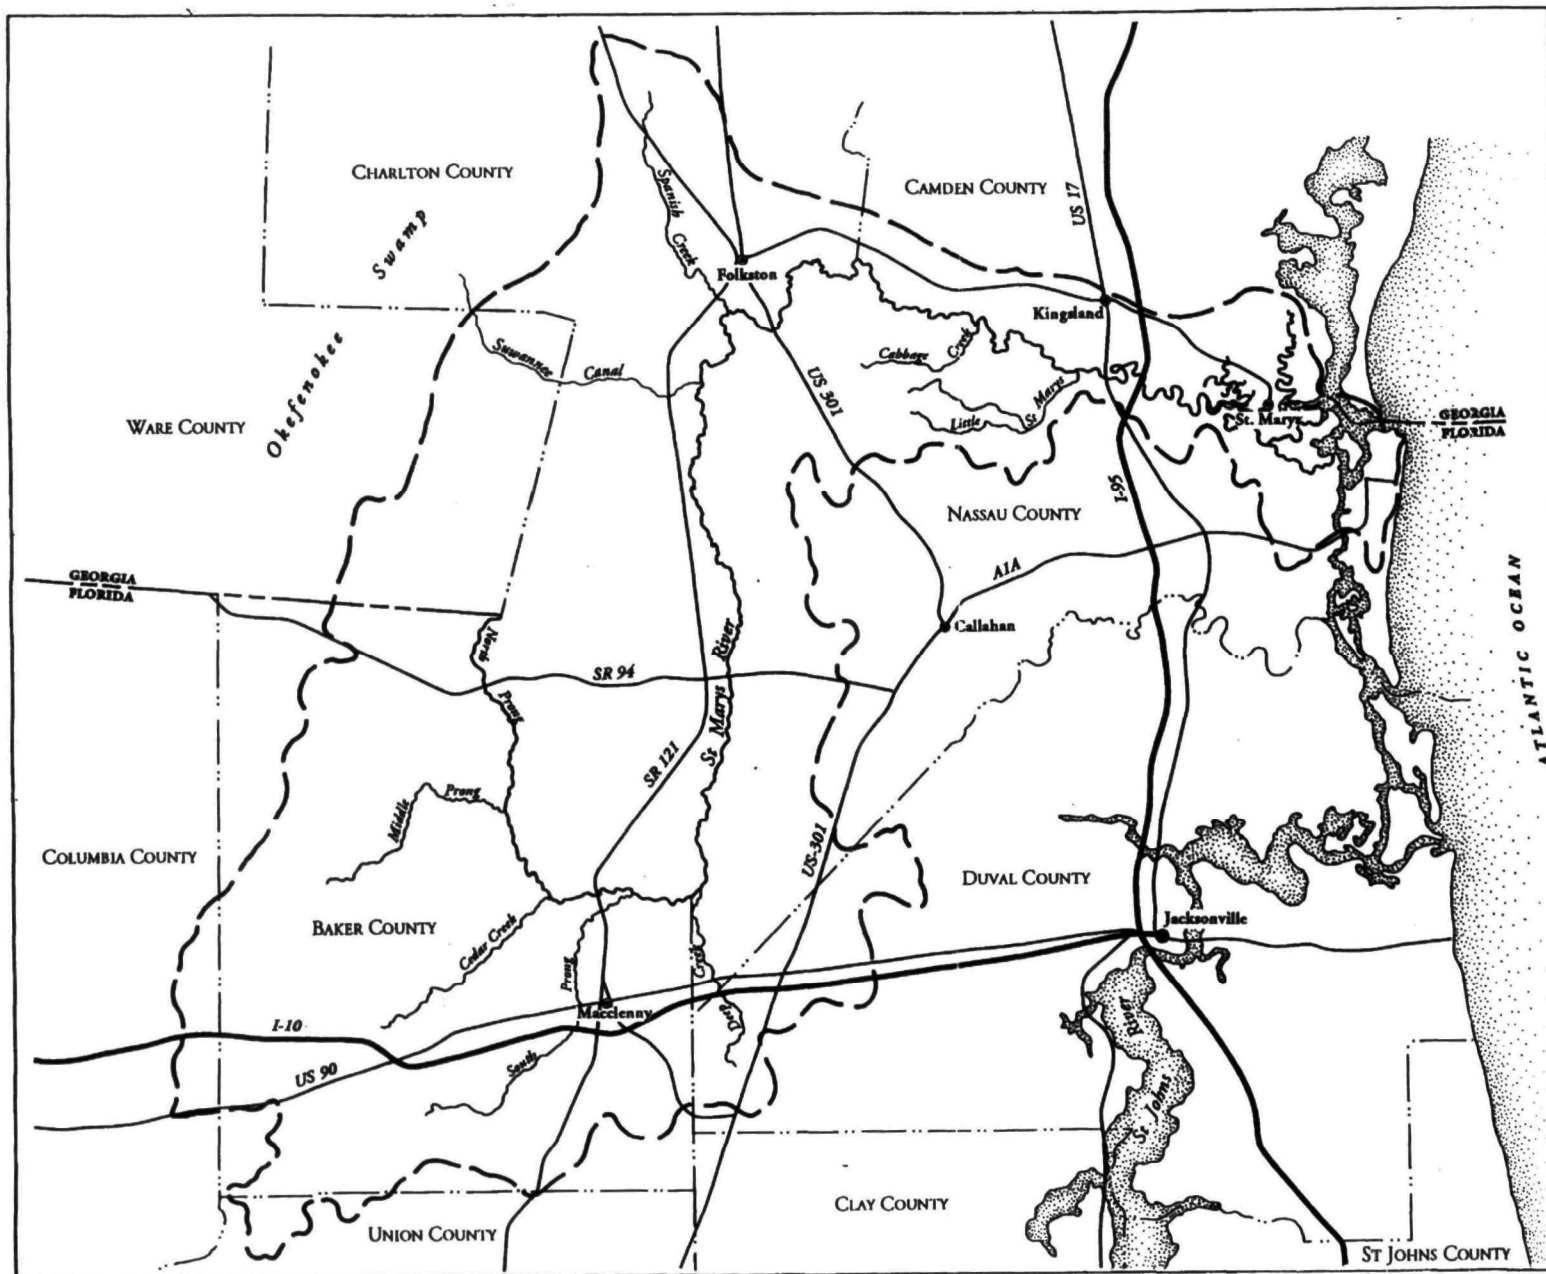 CHARLTON COUNTY
CAMDEN COUNTY
US 17
Swamp
Spanish
Creek
Folkston
Kingsland
Okefenokee
Suwannee Canal
Cabbage Creek
US 301
Little St Marys
St. Marys
GEORGIA
FLORIDA
WARE COUNTY
I-95
NASSAU COUNTY
A1A
ATLANTIC OCEAN
GEORGIA
FLORIDA
Callahan
North
Prong
SR 94
St Marys River
SR 121
Middle Prong
US-301
COLUMBIA COUNTY
DUVAL COUNTY
BAKER COUNTY
Jacksonville
Cedar Creek
Prong
Creek
Macclenny
Deep
I-10
South
US 90
River
St Johns
CLAY COUNTY
UNION COUNTY
ST JOHNS COUNTY